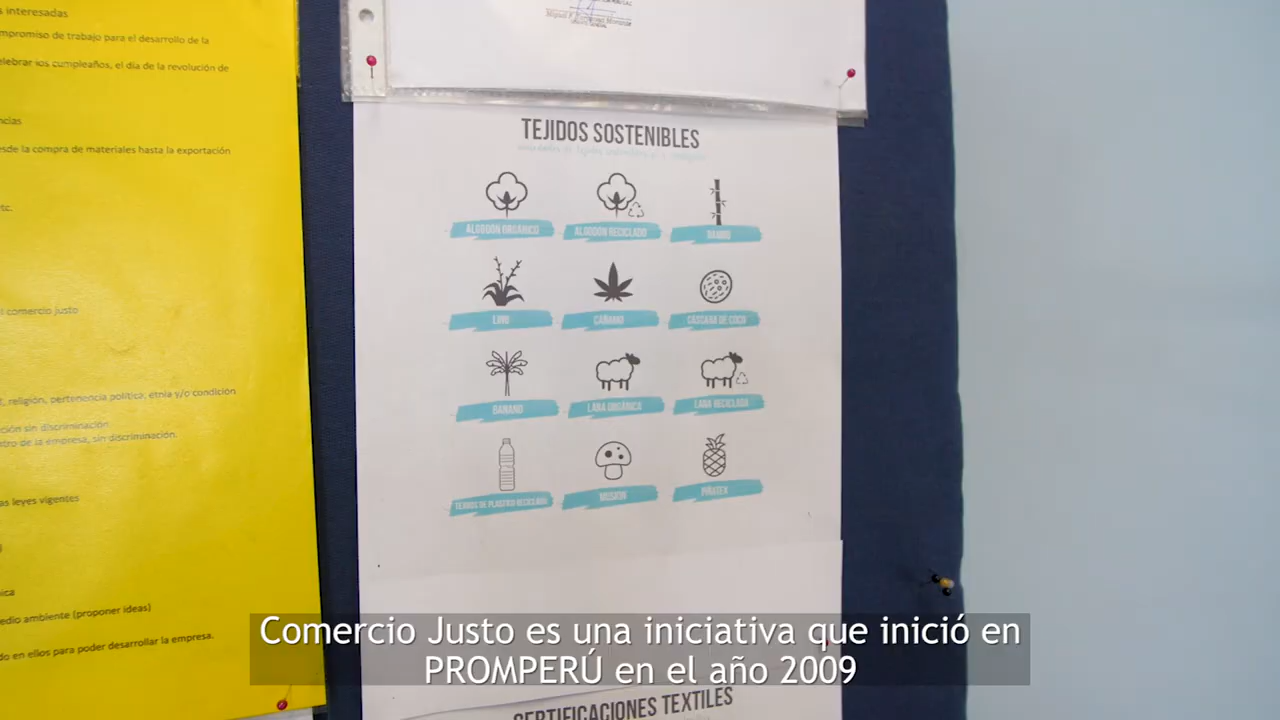 s interesadas
mpromiso de trabajo para el desarrollo de la
elebrar los cumpleaños, el día de la revolución de
ncias
esde la compra de materiales hasta la exportación
etc.
l comercio justo
, religión, pertenencia política, etnia y/o condición
ción sin discriminación.
tro de la empresa, sin discriminación.
as leyes vigentes
ica
edio ambiente (proponer ideas)
do en ellos para poder desarrollar la empresa.
TEJIDOS SOSTENIBLES
ALGODÓN ORGÁNICO
ALGODÓN RECICLADO
BAMBÚ
LINO
CÁÑAMO
CÁSCARA DE COCO
BANANO
LANA ORGÁNICA
LANA RECICLADA
TEJIDOS DE PLÁSTICO RECICLADO
MUSKIN
PIÑATEX
Comercio Justo es una iniciativa que inició en
PROMPERÚ en el año 2009
CERTIFICACIONES TEXTILES